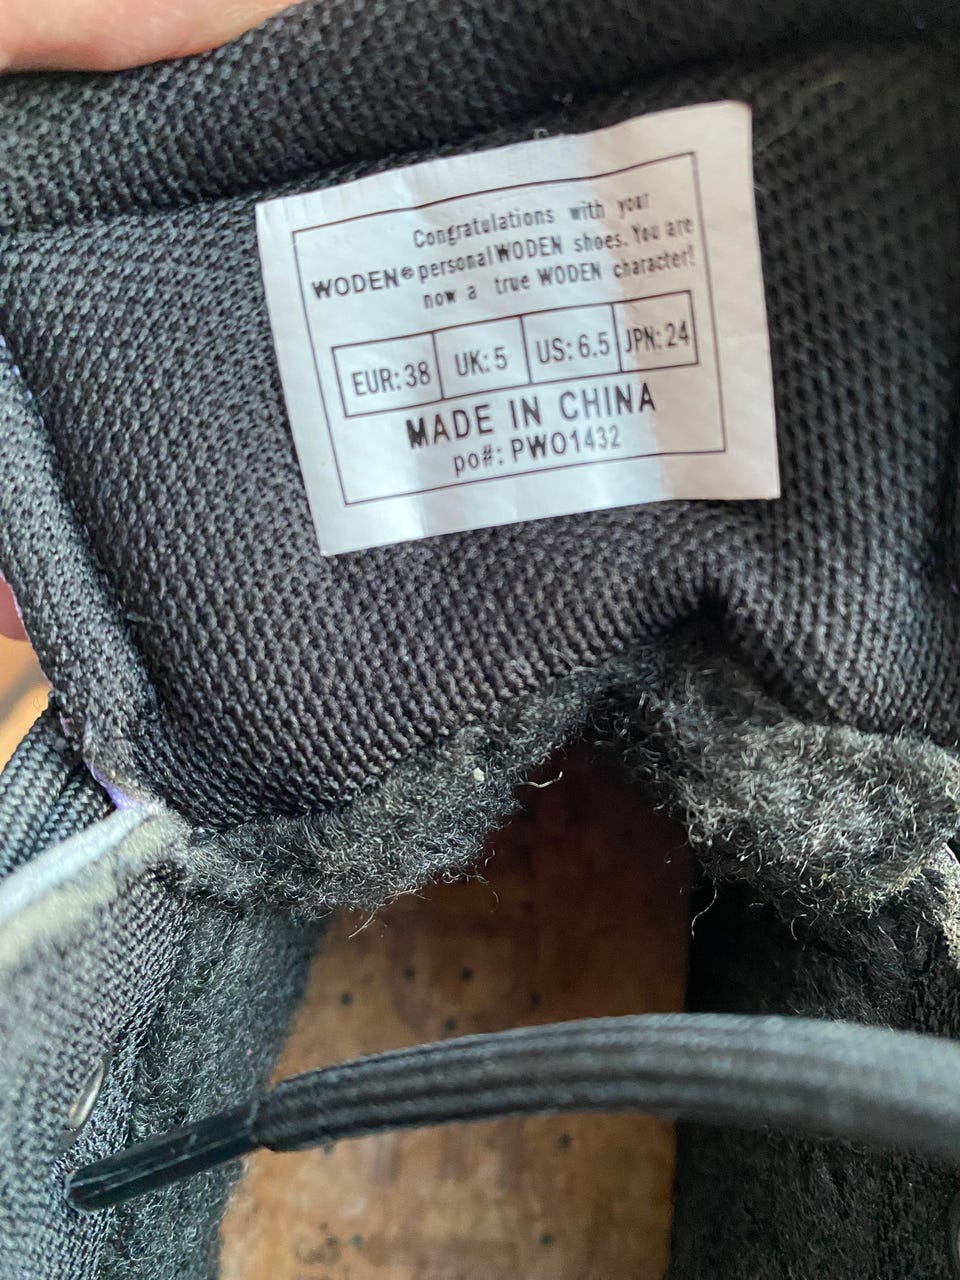 Congratulations with your
WODEN® personal WODEN shoes. You are
now a true WODEN character!
EUR: 38 UK: 5 US: 6.5 JPN: 24
MADE IN CHINA
po#: PWO1432